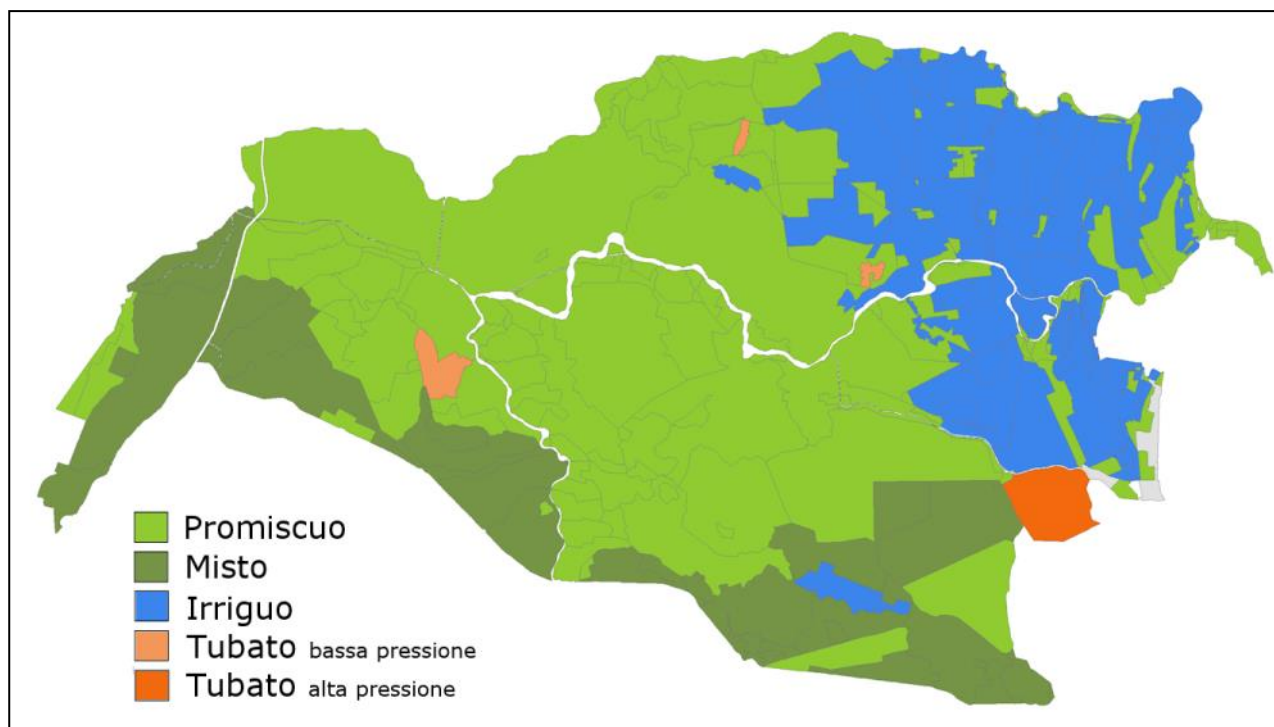 Promiscuo
Misto
Irriguo
Tubato bassa pressione
Tubato alta pressione